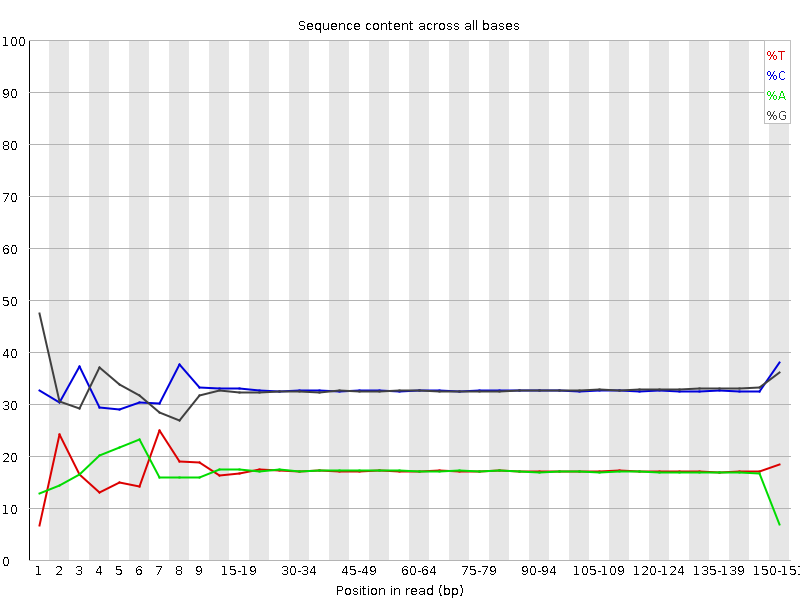 Sequence content across all bases
100
90
80
70
60
50
40
30
20
10
0
%T
%C
%A
%G
1 2 3 4 5 6 7 8 9 15-19 30-34 45-49 60-64 75-79 90-94 105-109 120-124 135-139 150-151
Position in read (bp)